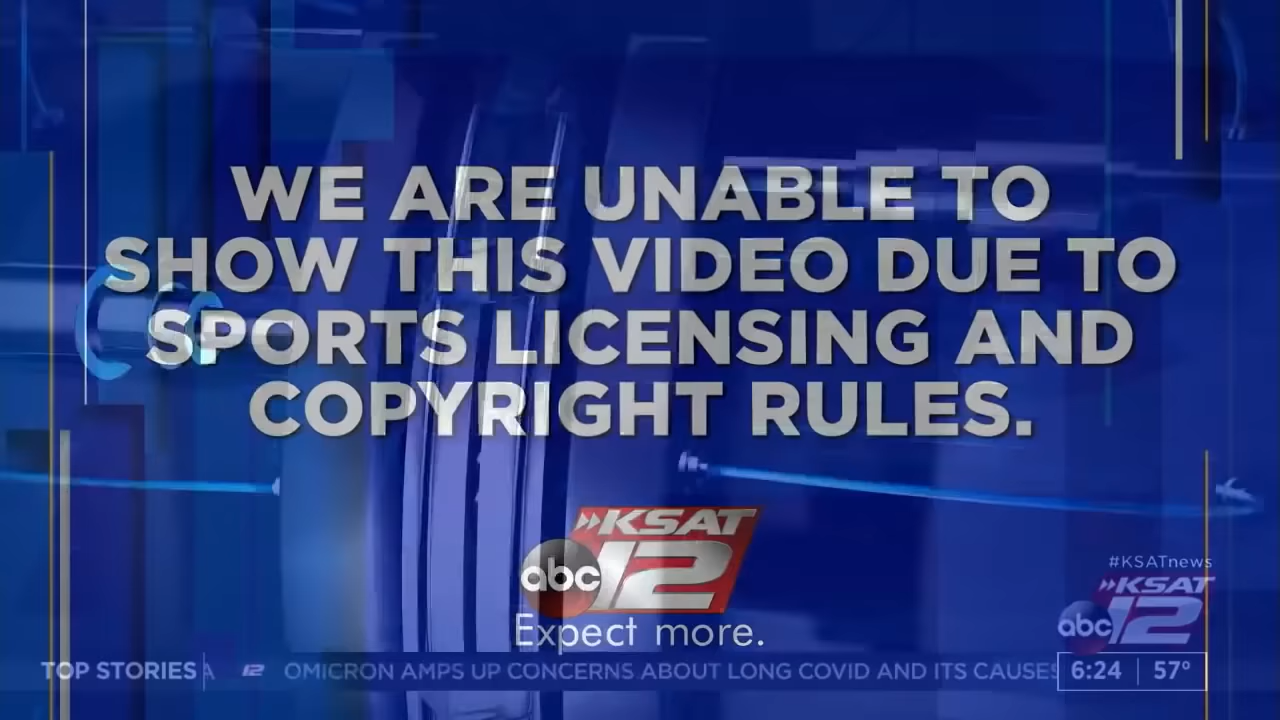 WE ARE UNABLE TO
SHOW THIS VIDEO DUE TO
SPORTS LICENSING AND
COPYRIGHT RULES.
»KSAT
abc 12
Expect more.
#KSATnews
»KSAT
abc 12
TOP STORIES A 12 OMICRON AMPS UP CONCERNS ABOUT LONG COVID AND ITS CAUSES 6:24 57°